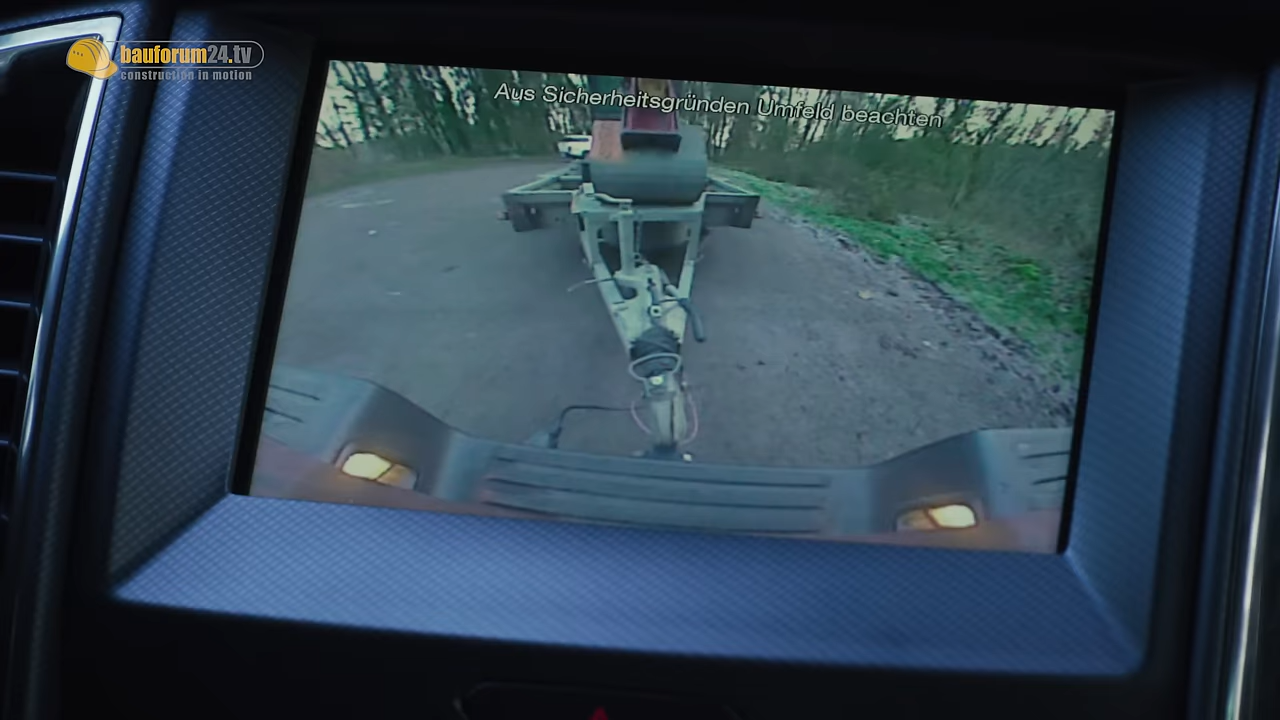 bauforum24.tv
construction in motion
Aus Sicherheitsgründen Umfeld beachten